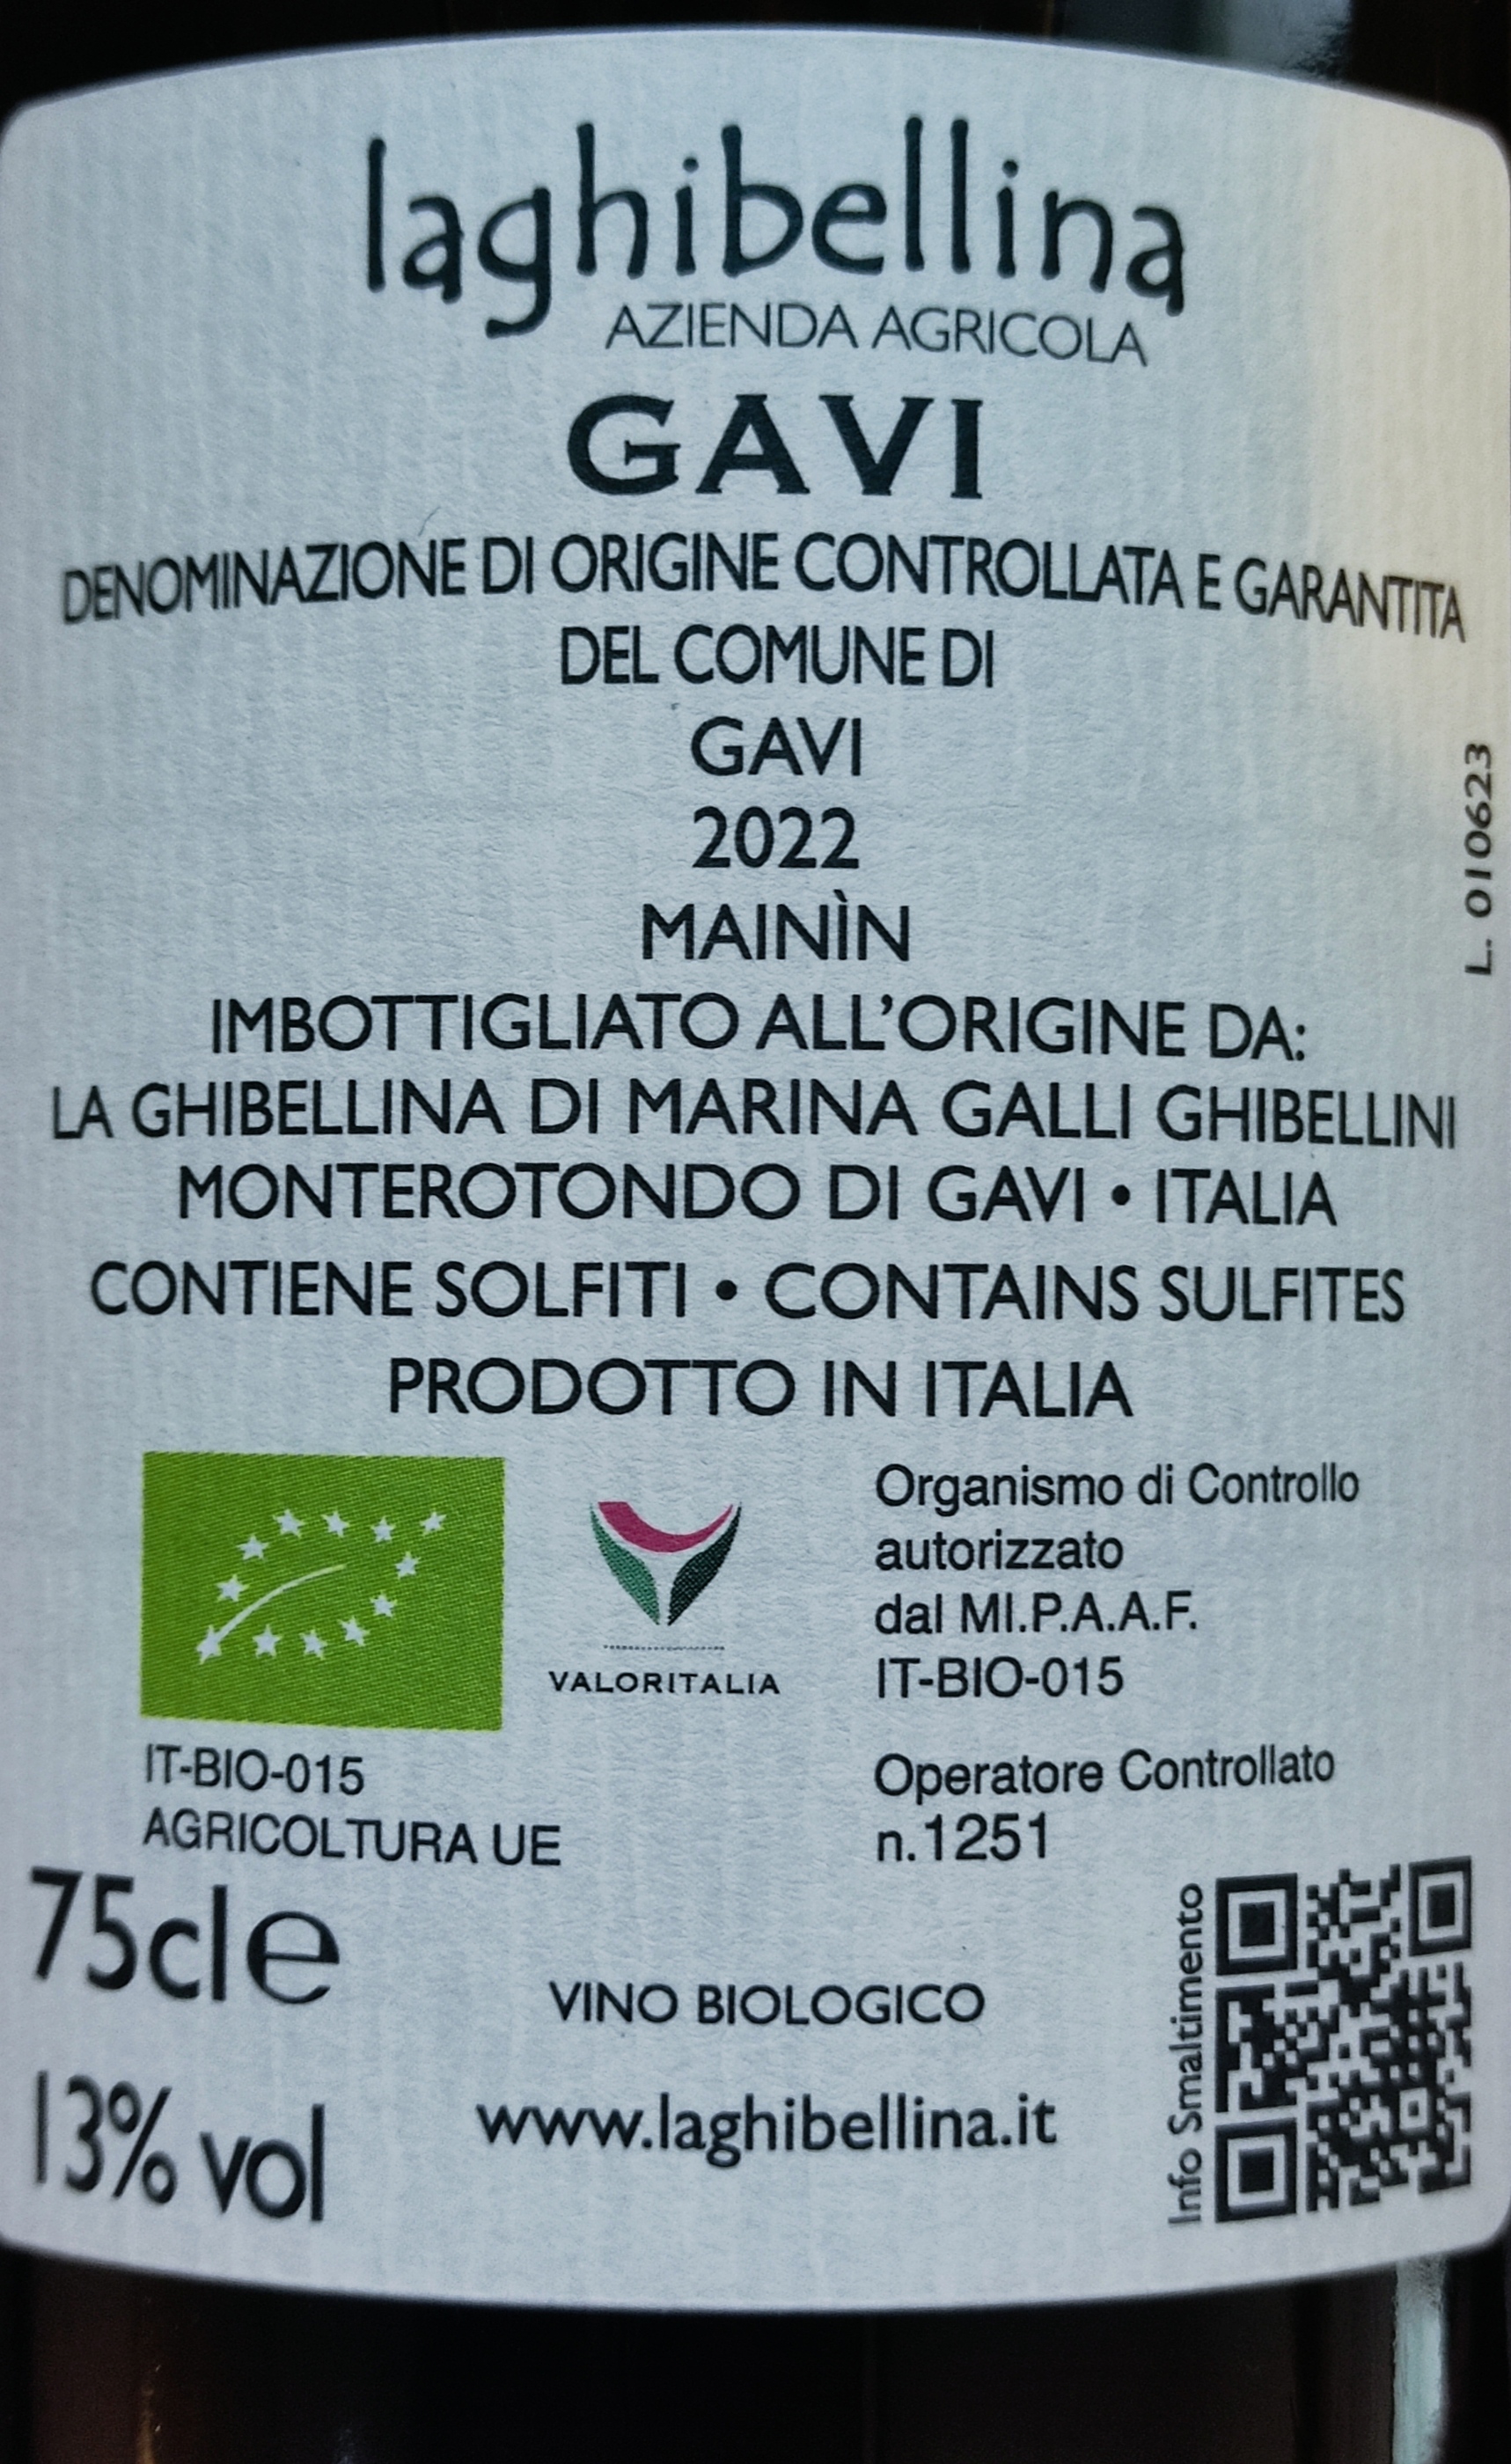 laghibellina
AZIENDA AGRICOLA
GAVI
DENOMINAZIONE DI ORIGINE CONTROLLATA E GARANTITA
DEL COMUNE DI
GAVI
2022
MAINÌN
IMBOTTIGLIATO ALL'ORIGINE DA:
LA GHIBELLINA DI MARINA GALLI GHIBELLINI
MONTEROTONDO DI GAVI • ITALIA
CONTIENE SOLFITI • CONTAINS SULFITES
PRODOTTO IN ITALIA
L. 010623
IT-BIO-015
AGRICOLTURA UE
VALORITALIA
Organismo di Controllo
autorizzato
dal MI.P.A.A.F.
IT-BIO-015
Operatore Controllato
n.1251
75cl e
13% vol
VINO BIOLOGICO
www.laghibellina.it
Info Smaltimento